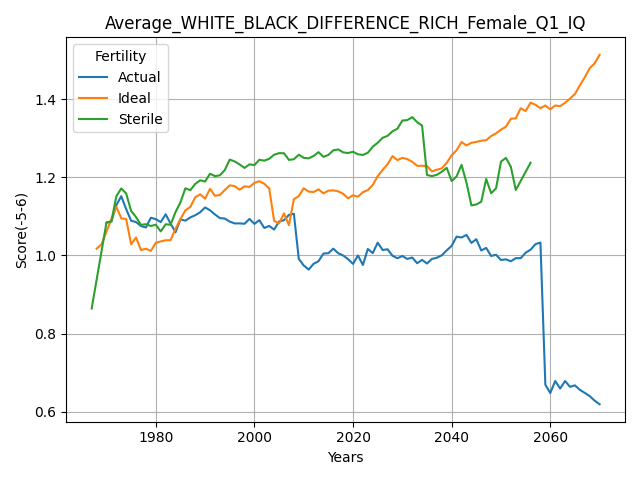 Average_WHITE_BLACK_DIFFERENCE_RICH_Female_Q1_IQ
Fertility
Actual
Ideal
Sterile
Score(-5-6)
1.4
1.2
1.0
0.8
0.6
1980
2000
2020
2040
2060
Years